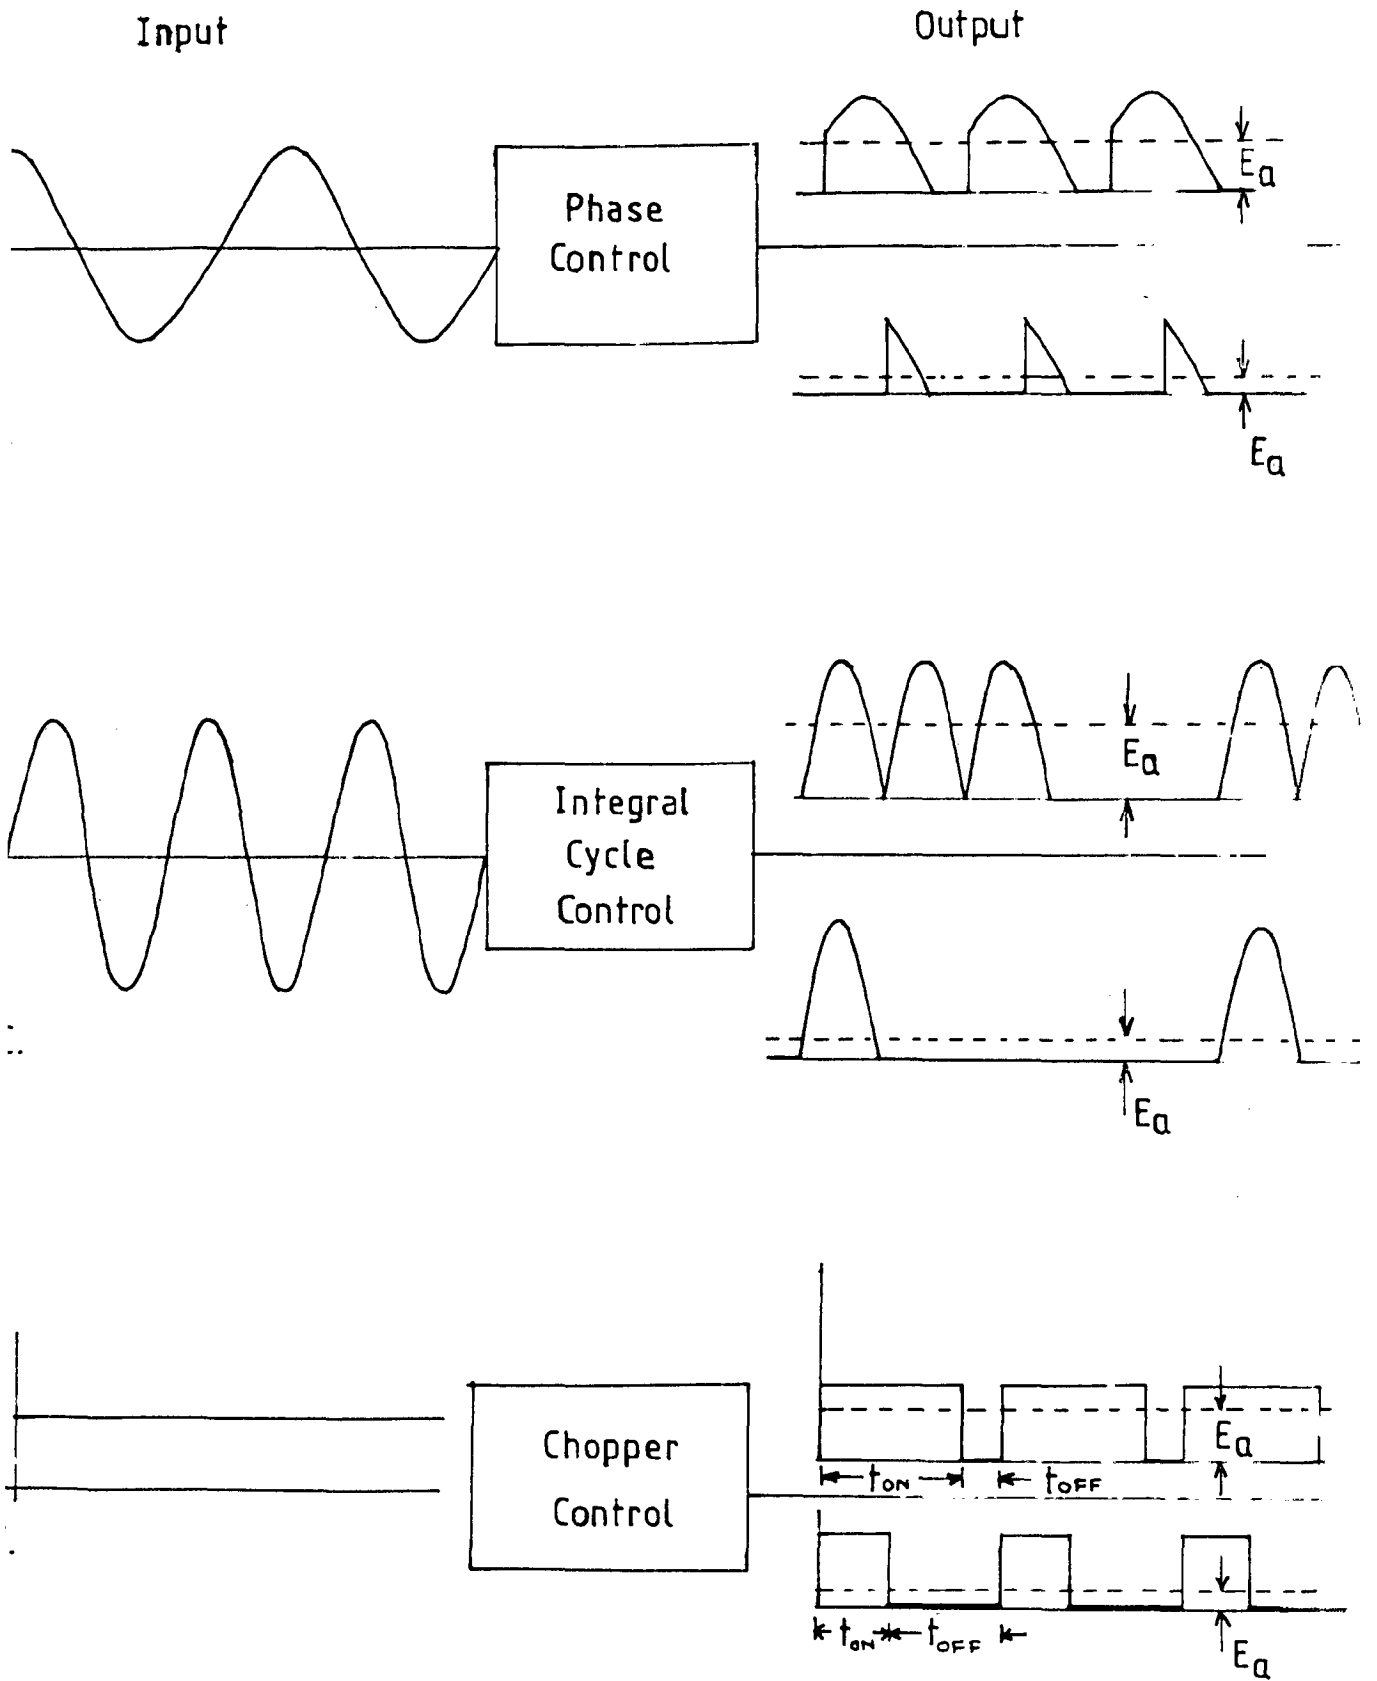 Input
Output
Phase
Control
Ea
Ea
Integral
Cycle
Control
Ea
Ea
Chopper
Control
Ea
tON
tOFF
tON
tOFF
Ea